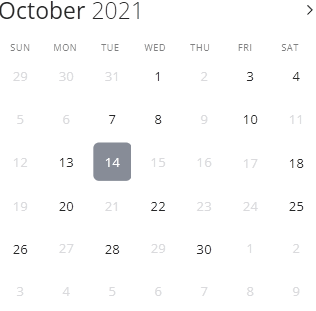 October 2021
SUN MON TUE WED THU FRI SAT
29 30 31 1 2 3 4
5 6 7 8 9 10 11
12 13 14 15 16 17 18
19 20 21 22 23 24 25
26 27 28 29 30 1 2
3 4 5 6 7 8 9